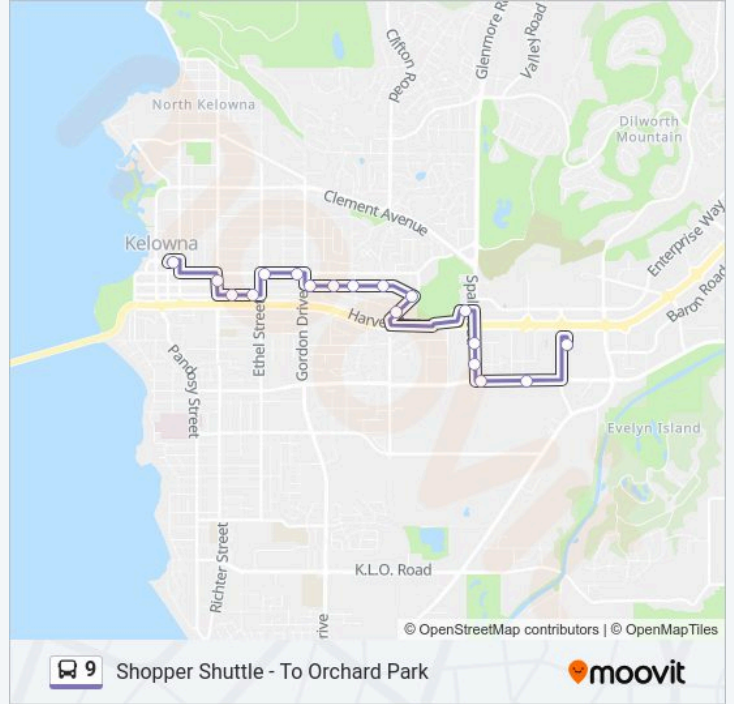 Clifton
Road
Glenmore R
Valley Road
North Kelowna
Dilworth
Mountain
Clement Avenue
Kelowna
Enterprise Way
Spal
Baron Road
Harve
Ethel Street
Gordon Drive
Pandosy Street
Evelyn Island
Richter Street
K.L.O. Road
rive
© OpenStreetMap contributors | © OpenMapTiles
9 Shopper Shuttle - To Orchard Park
moovit